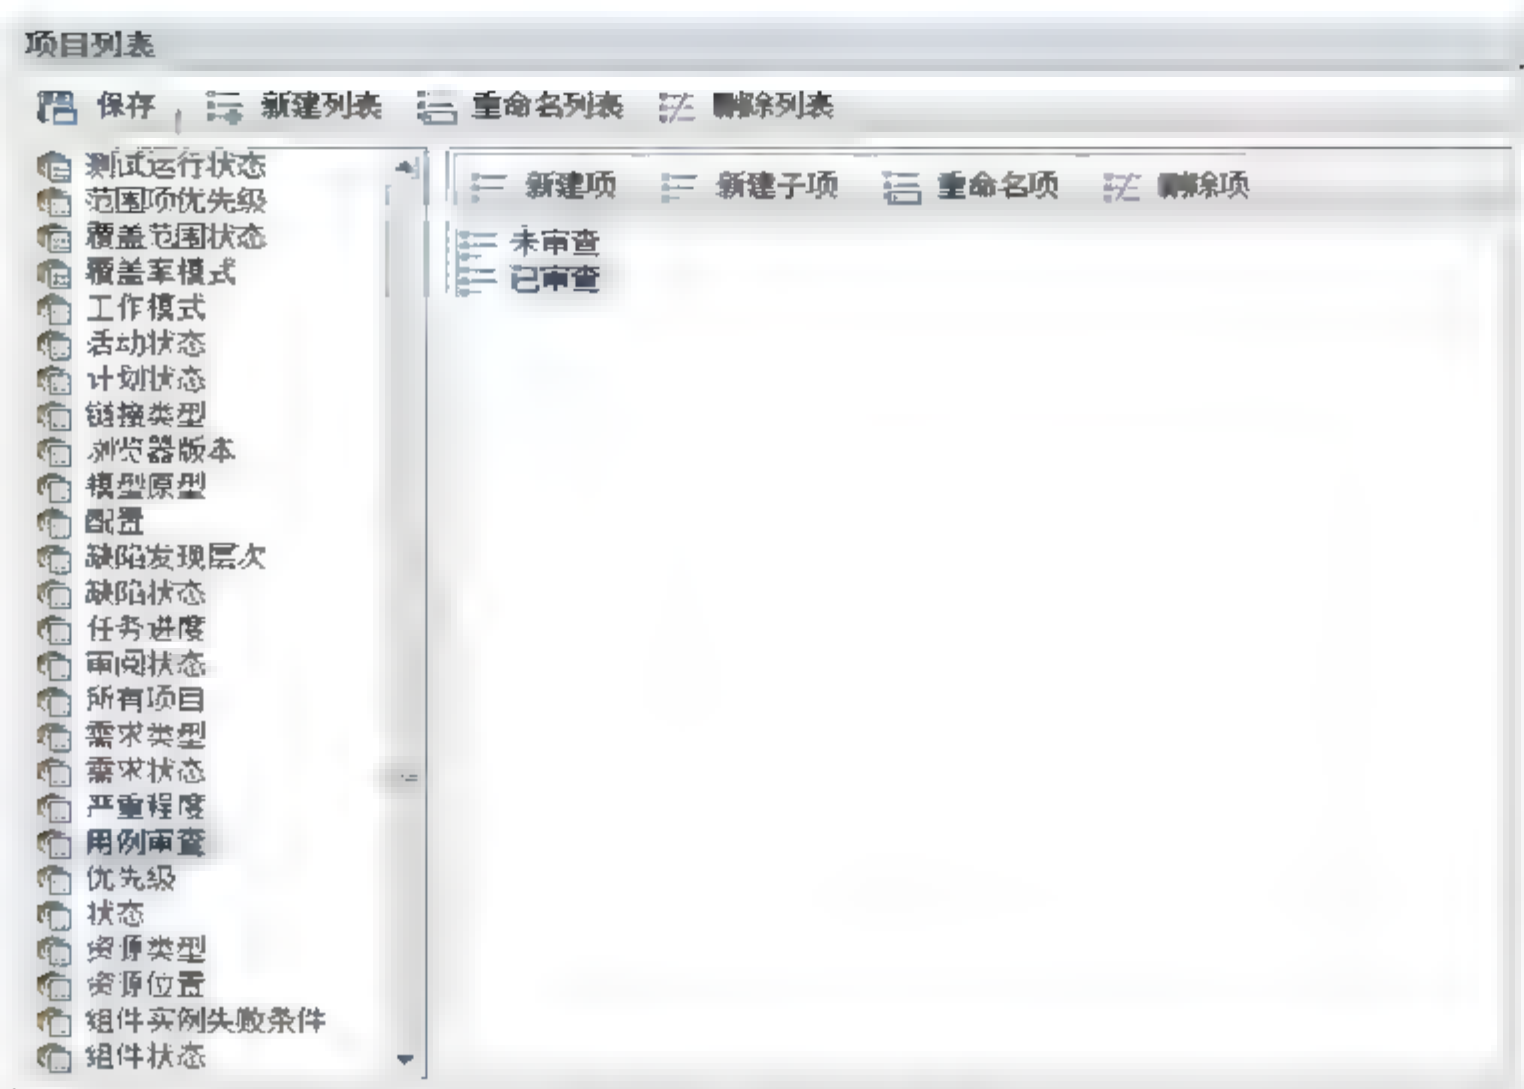 项目列表
保存 新建列表 重命名列表 删除列表
测试运行状态
范围项优先级
覆盖范围状态
覆盖率模式
工作模式
活动状态
计划状态
链接类型
浏览器版本
模型原型
配置
缺陷发现层次
缺陷状态
任务进度
审阅状态
所有项目
需求类型
需求状态
严重程度
用例审查
优先级
状态
资源类型
资源位置
组件实例失败条件
组件状态
新建项 新建子项 重命名项 删除项
未审查
已审查